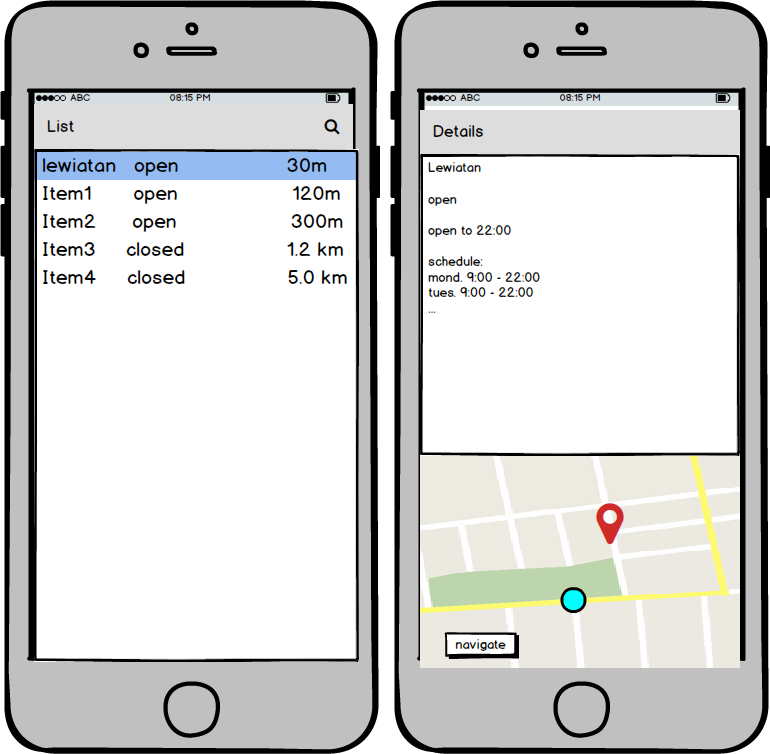 ABC 08:15 PM
List
lewiatan open 30m
Item1 open 120m
Item2 open 300m
Item3 closed 1.2 km
Item4 closed 5.0 km
ABC 08:15 PM
Details
Lewiatan
open
open to 22:00
schedule:
mond. 9:00 - 22:00
tues. 9:00 - 22:00
...
navigate